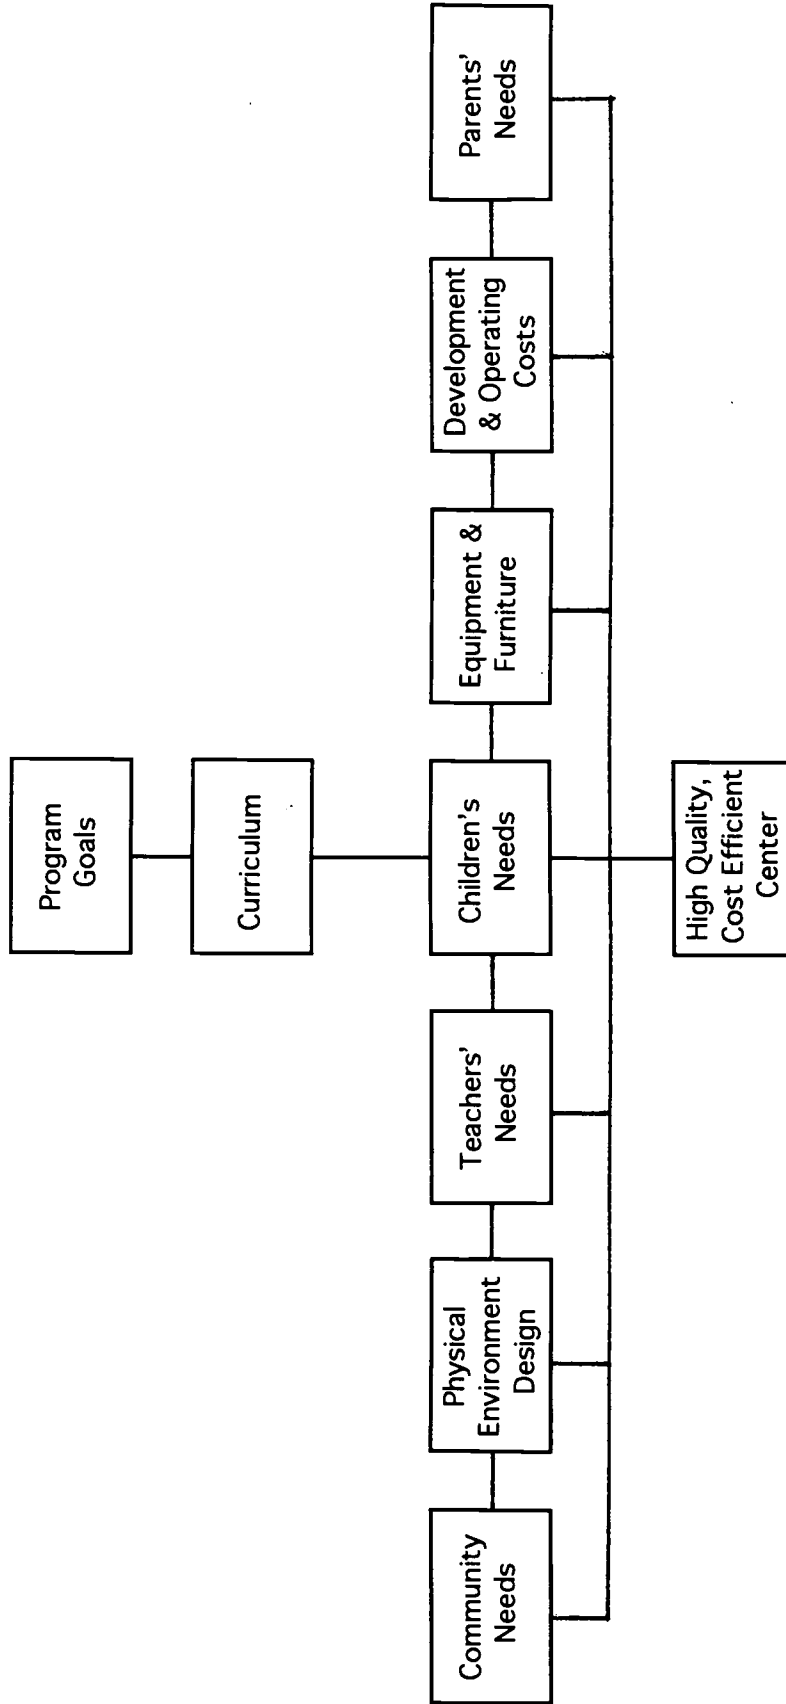 Program
Goals
Curriculum
Community
Needs
Physical
Environment
Design
Teachers'
Needs
Children's
Needs
Equipment &
Furniture
Development
& Operating
Costs
Parents'
Needs
High Quality,
Cost Efficient
Center